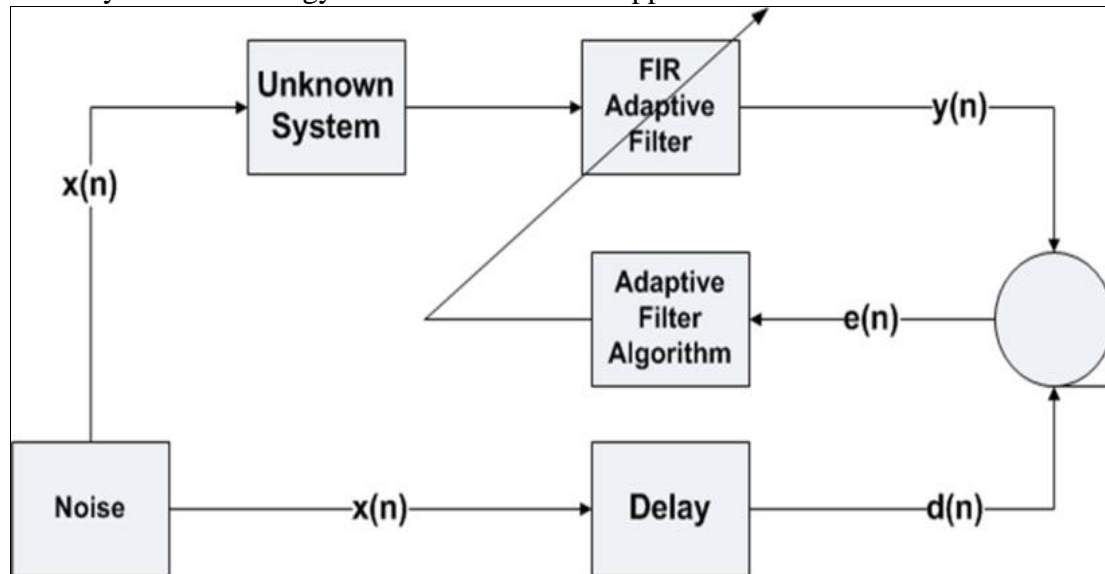 Unknown
System
FIR
Adaptive
Filter
y(n)
x(n)
Adaptive
Filter
Algorithm
e(n)
Noise
x(n)
Delay
d(n)